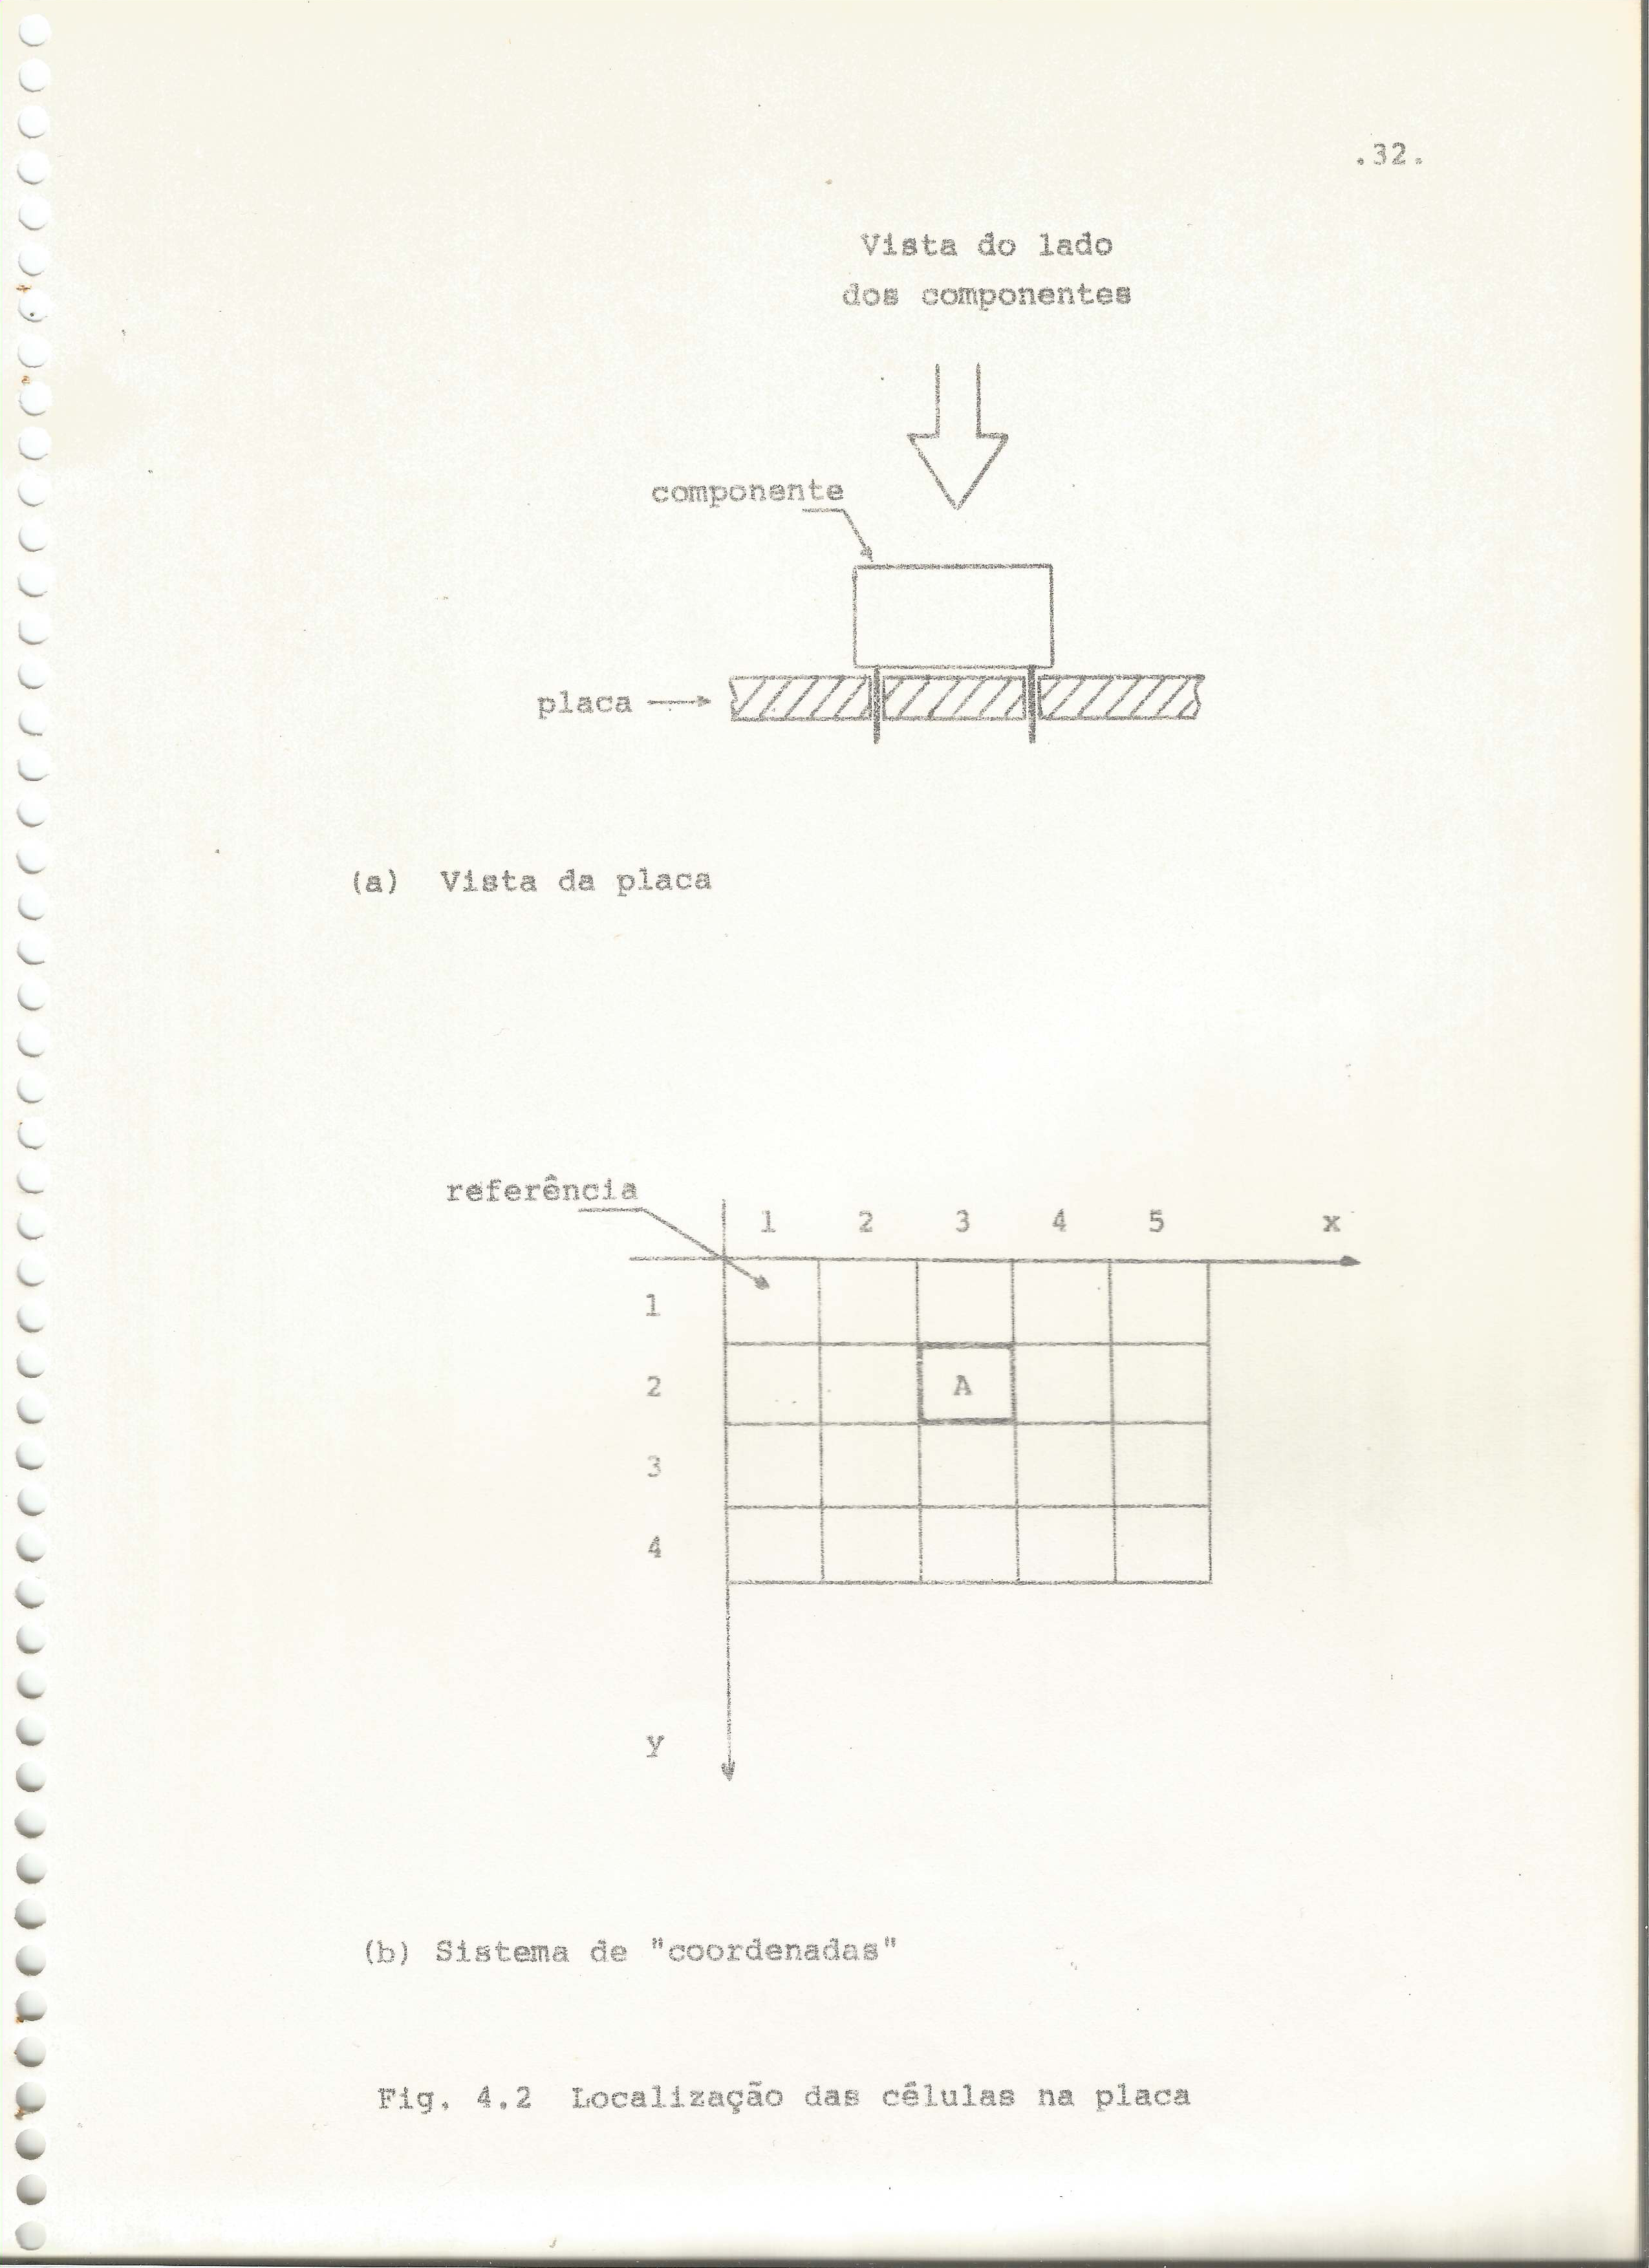 .32.
Vista do lado
dos componentes
componente
placa
(a) Vista da placa
referência
1 2 3 4 5 x
1
2 A
3
4
y
(b) Sistema de "coordenadas"
Fig. 4.2 Localização das células na placa